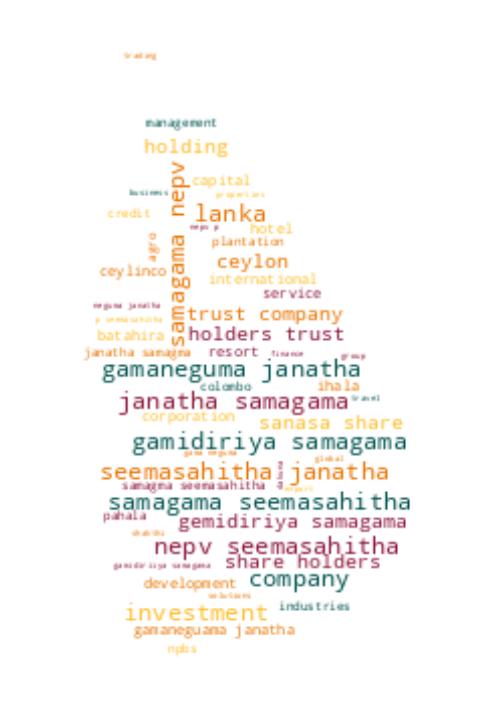 trading
management
holding
samagama nepv
capital
business
properties
credit
lanka
nepv p
hotel
agro
plantation
ceylon
ceylinco
international
service
neguma janatha
trust company
p seemasahitha
batahira
holders trust
janatha samagma
resort
finance
group
gamaneguma janatha
colombo
ihala
janatha samagama
travel
corporation
sanasa share
gamidiriya samagama
gama neguma
global
seemasahitha
janatha
samagma seemasahitha
export
samagama seemasahitha
pahala
gemidiriya samagama
shakthi
nepv seemasahitha
gamidiriiya samagama
share holders
development
company
solutions
investment
industries
gamaneguama janatha
npbs